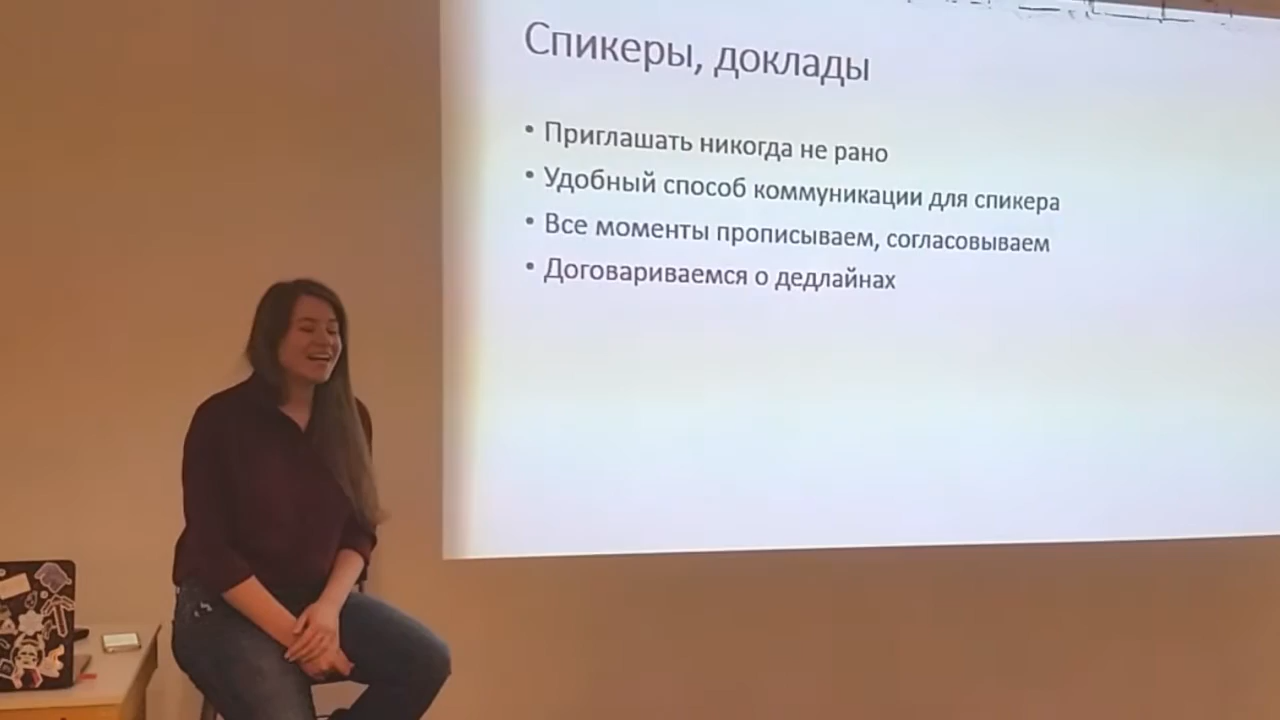 Спикеры, доклады
• Приглашать никогда не рано
• Удобный способ коммуникации для спикера
• Все моменты прописываем, согласовываем
• Договариваемся о дедлайнах